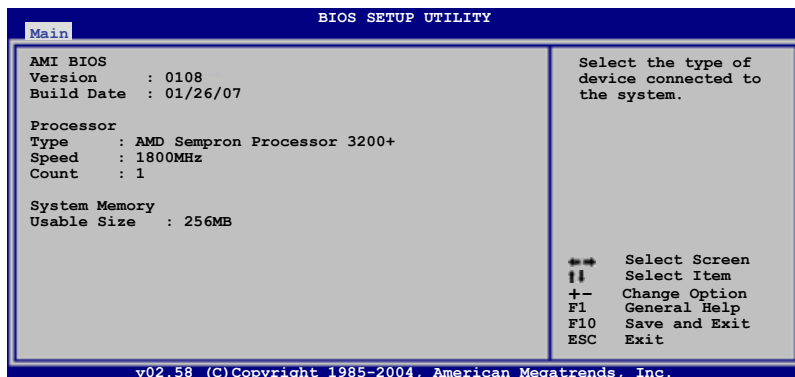 BIOS SETUP UTILITY
Main
AMI BIOS
Version : 0108
Build Date : 01/26/07
Processor
Type : AMD Sempron Processor 3200+
Speed : 1800MHz
Count : 1
System Memory
Usable Size : 256MB
Select the type of
device connected to
the system.
Select Screen
Select Item
+- Change Option
F1 General Help
F10 Save and Exit
ESC Exit
v02.58 (C)Copyright 1985-2004, American Megatrends, Inc.